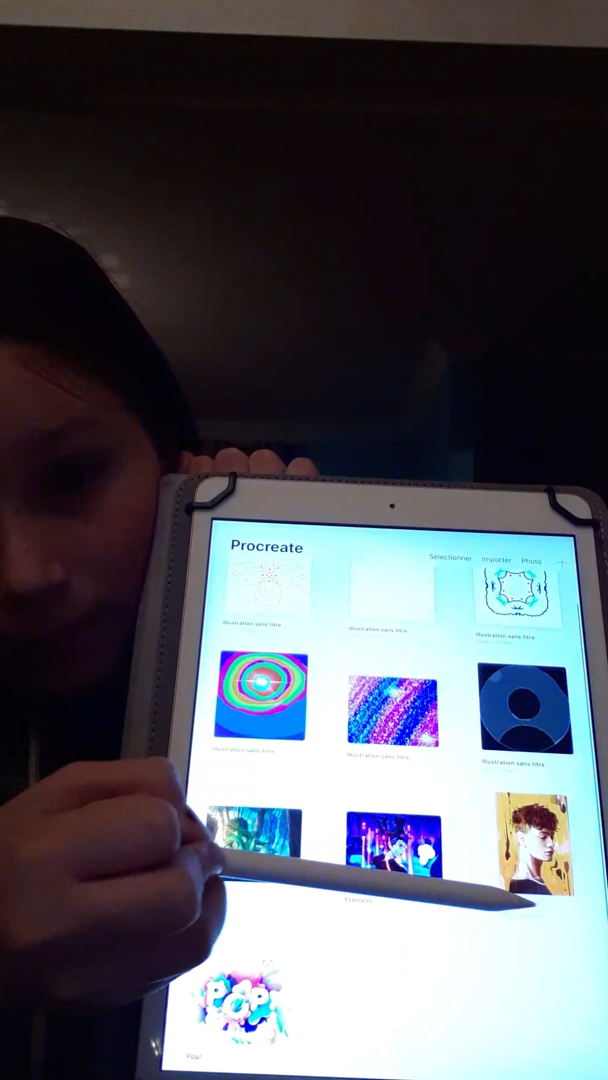 Procreate
Sélectionner Importer Photo +
Illustration sans titre
Illustration sans titre
Illustration sans titre
Illustration sans titre
Illustration sans titre
Illustration sans titre
POP!
Pop!